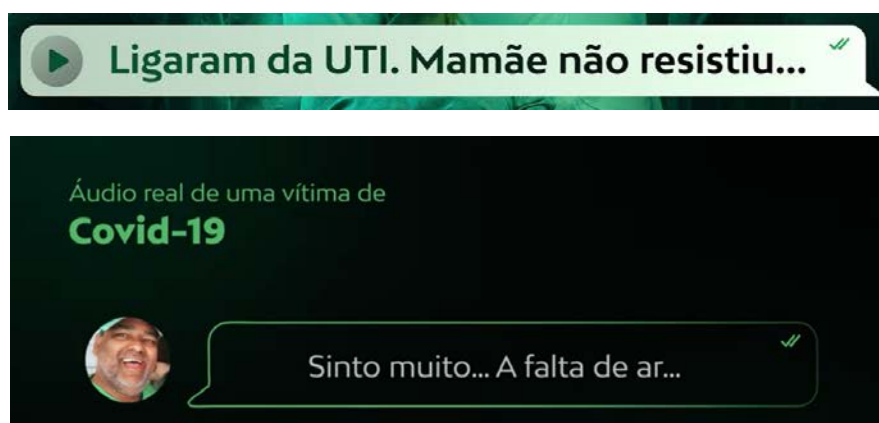 Ligaram da UTI. Mamãe não resistiu...
Áudio real de uma vítima de
Covid-19
Sinto muito... A falta de ar...